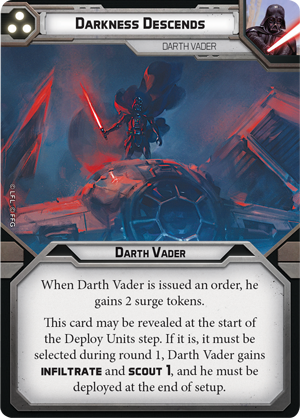 DARKNESS DESCENDS
DARTH VADER
©LFL ©FFG
DARTH VADER
When Darth Vader is issued an order, he
gains 2 surge tokens.
This card may be revealed at the start of
the Deploy Units step. If it is, it must be
selected during round 1, Darth Vader gains
INFILTRATE and SCOUT 1, and he must be
deployed at the end of setup.